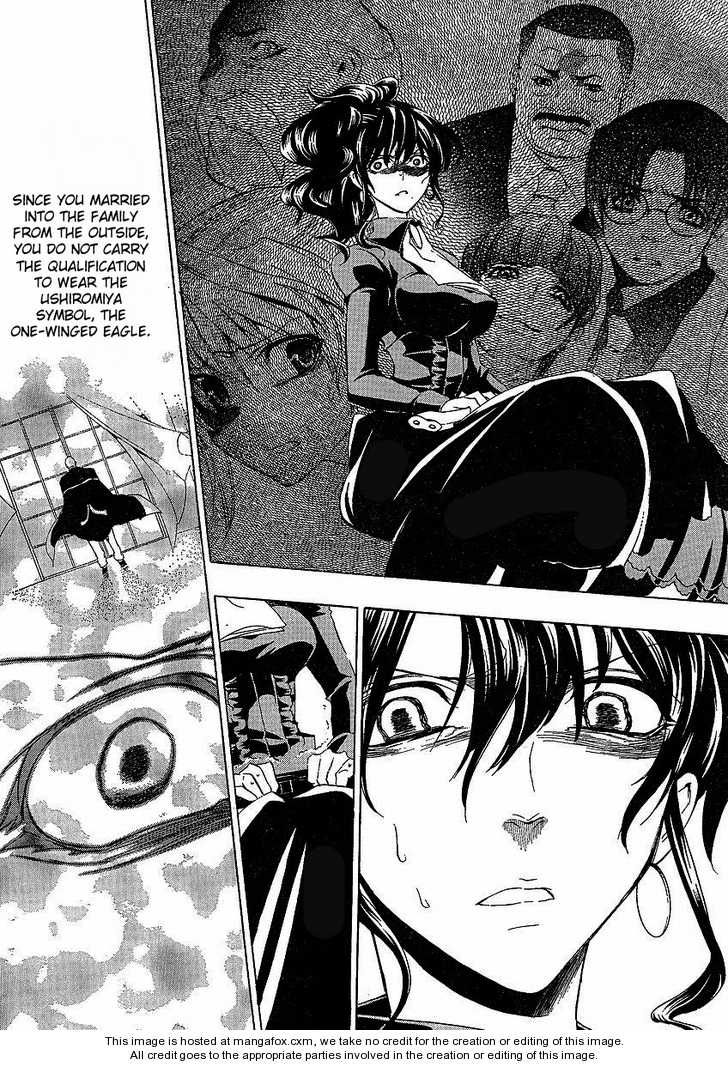 SINCE YOU MARRIED
INTO THE FAMILY
FROM THE OUTSIDE,
YOU DO NOT CARRY
THE QUALIFICATION
TO WEAR THE
USHIROMIYA
SYMBOL, THE
ONE-WINGED EAGLE.
This image is hosted at mangafox.cxm, we take no credit for the creation or editing of this image.
All credit goes to the appropriate parties involved in the creation or editing of this image.